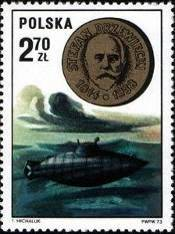 POLSKA
2.70
ZŁ
STEFAN DRZEWIECKI
1844 1938
T. MICHALUK
PWPW 73